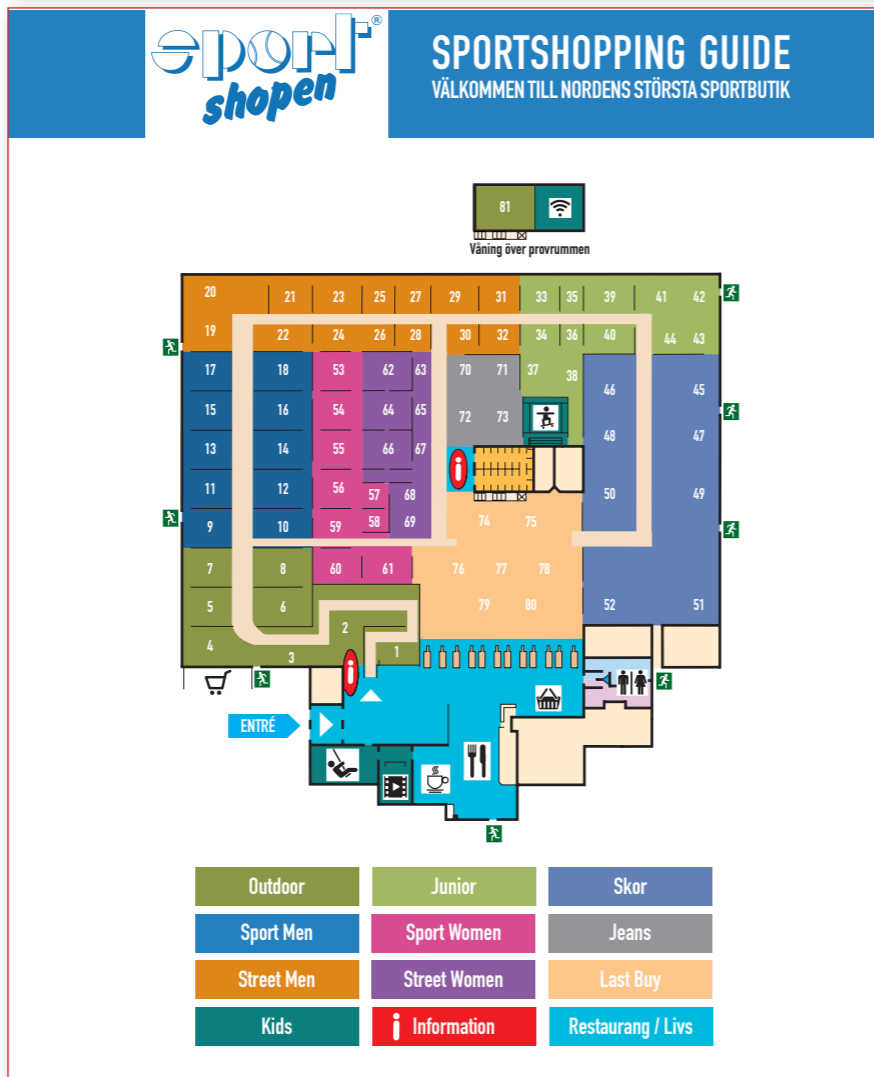 sport®
shopen
SPORTSHOPPING GUIDE
VÄLKOMMEN TILL NORDENS STÖRSTA SPORTBUTIK
81
Våning över provrummen
20 21 23 25 27 29 31 33 35 39 41 42
19 22 24 26 28 30 32 34 36 40 44 43
17 18 53 62 63 70 71 37 38
46 45
15 16 54 64 65 72 73
48 47
13 14 55 66 67
i
11 12 56 57 68
50 49
9 10 59 58 69 74 75
7 8 60 61 76 77 78
5 6 79 80 52 51
2
4 3 1
i
ENTRÉ
Outdoor Junior Skor
Sport Men Sport Women Jeans
Street Men Street Women Last Buy
Kids i Information Restaurang / Livs